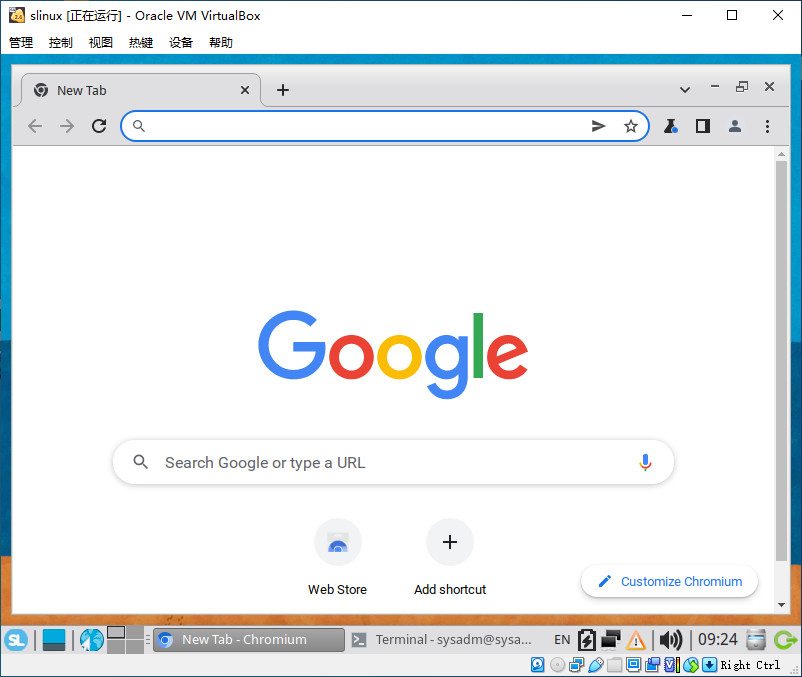 slinux [正在运行] - Oracle VM VirtualBox
管理 控制 视图 热键 设备 帮助
New Tab
Google
Search Google or type a URL
Web Store
Add shortcut
Customize Chromium
SL
New Tab - Chromium
Terminal - sysadm@sysa...
EN
09:24
Right Ctrl